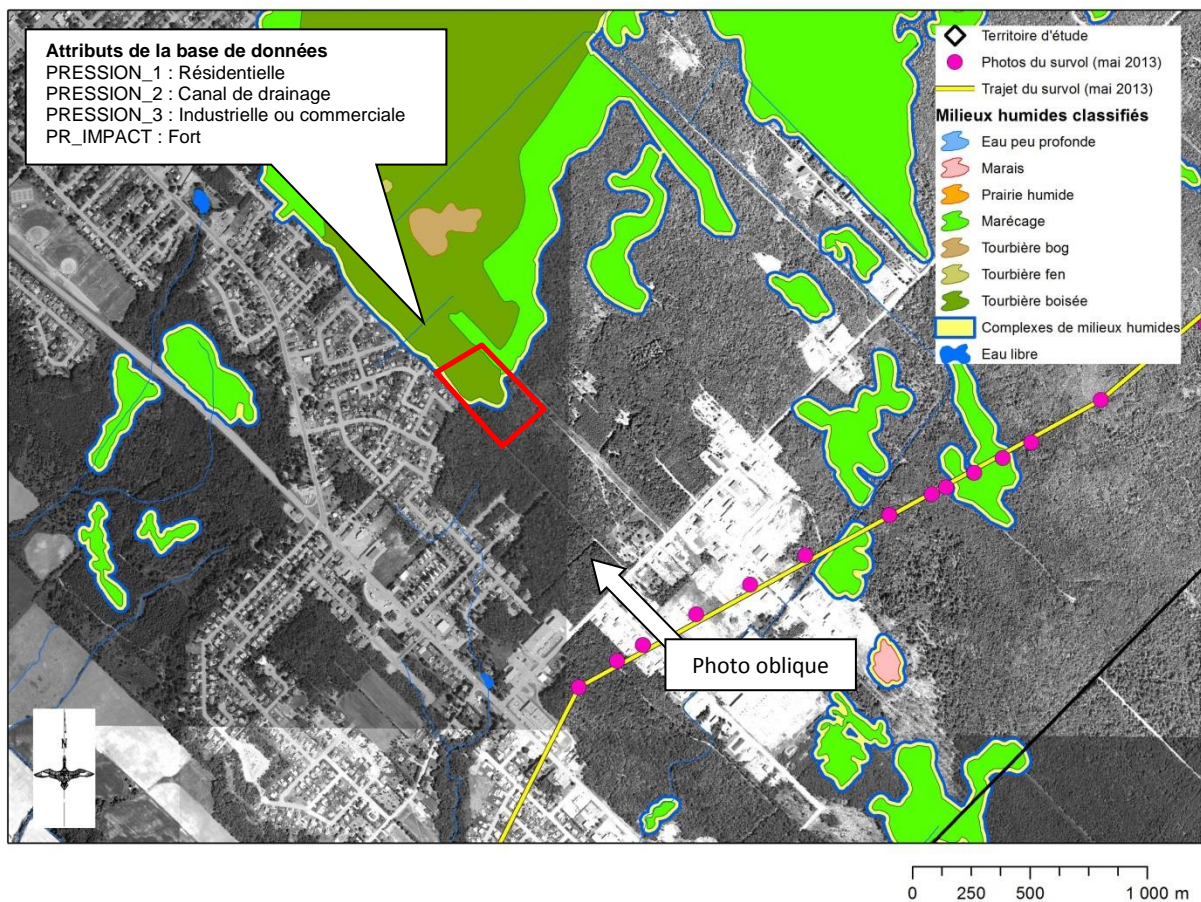 Attributs de la base de données
PRESSION_1 : Résidentielle
PRESSION_2 : Canal de drainage
PRESSION_3 : Industrielle ou commerciale
PR_IMPACT : Fort
Territoire d'étude
Photos du survol (mai 2013)
Trajet du survol (mai 2013)
Milieux humides classifiés
Eau peu profonde
Marais
Prairie humide
Marécage
Tourbière bog
Tourbière fen
Tourbière boisée
Complexes de milieux humides
Eau libre
Photo oblique
N
0 250 500 1 000 m